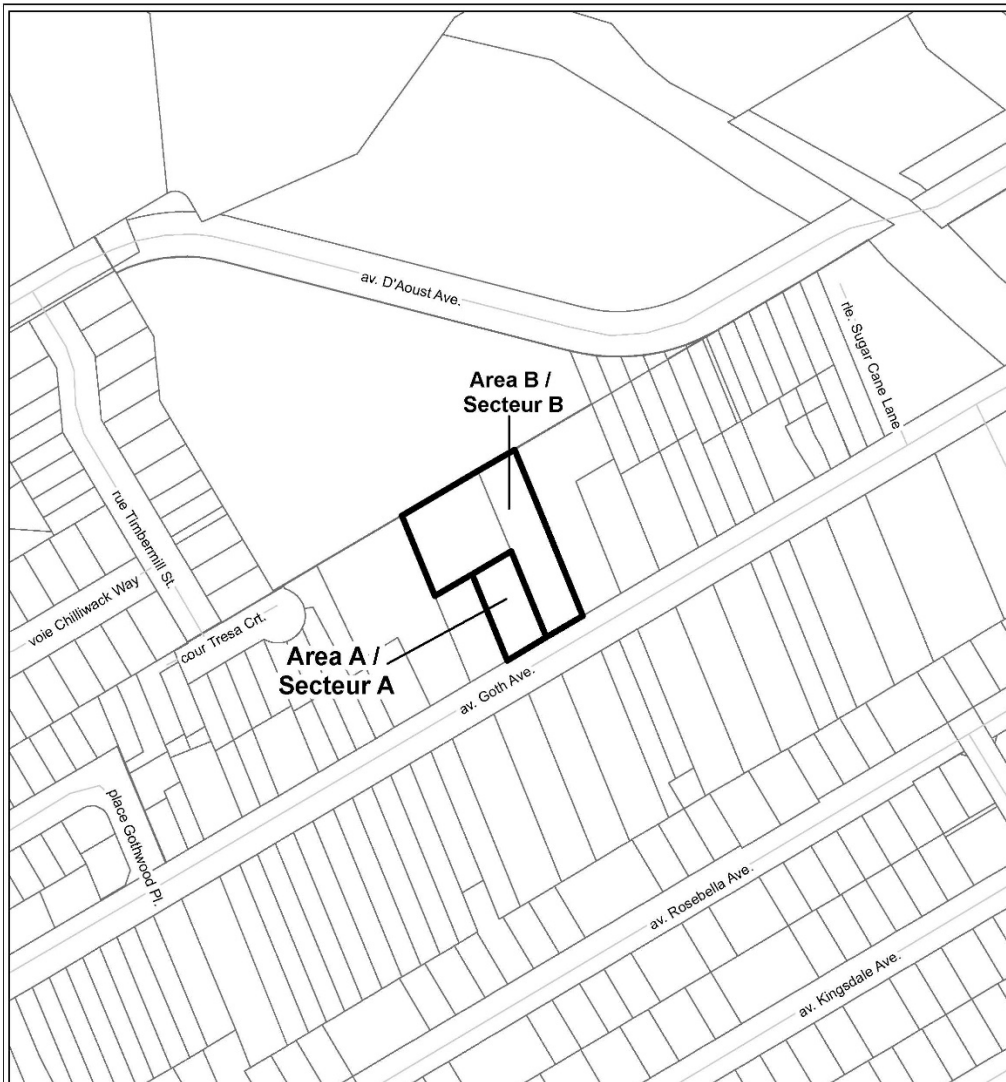 av. D'Aoust Ave.
rle. Sugar Cane Lane
Area B /
Secteur B
rue Timbermill St.
voie Chilliwack Way
cour Tresa Crt.
Area A /
Secteur A
av. Goth Ave.
place Gothwood Pl.
av. Rosebella Ave.
av. Kingsdale Ave.